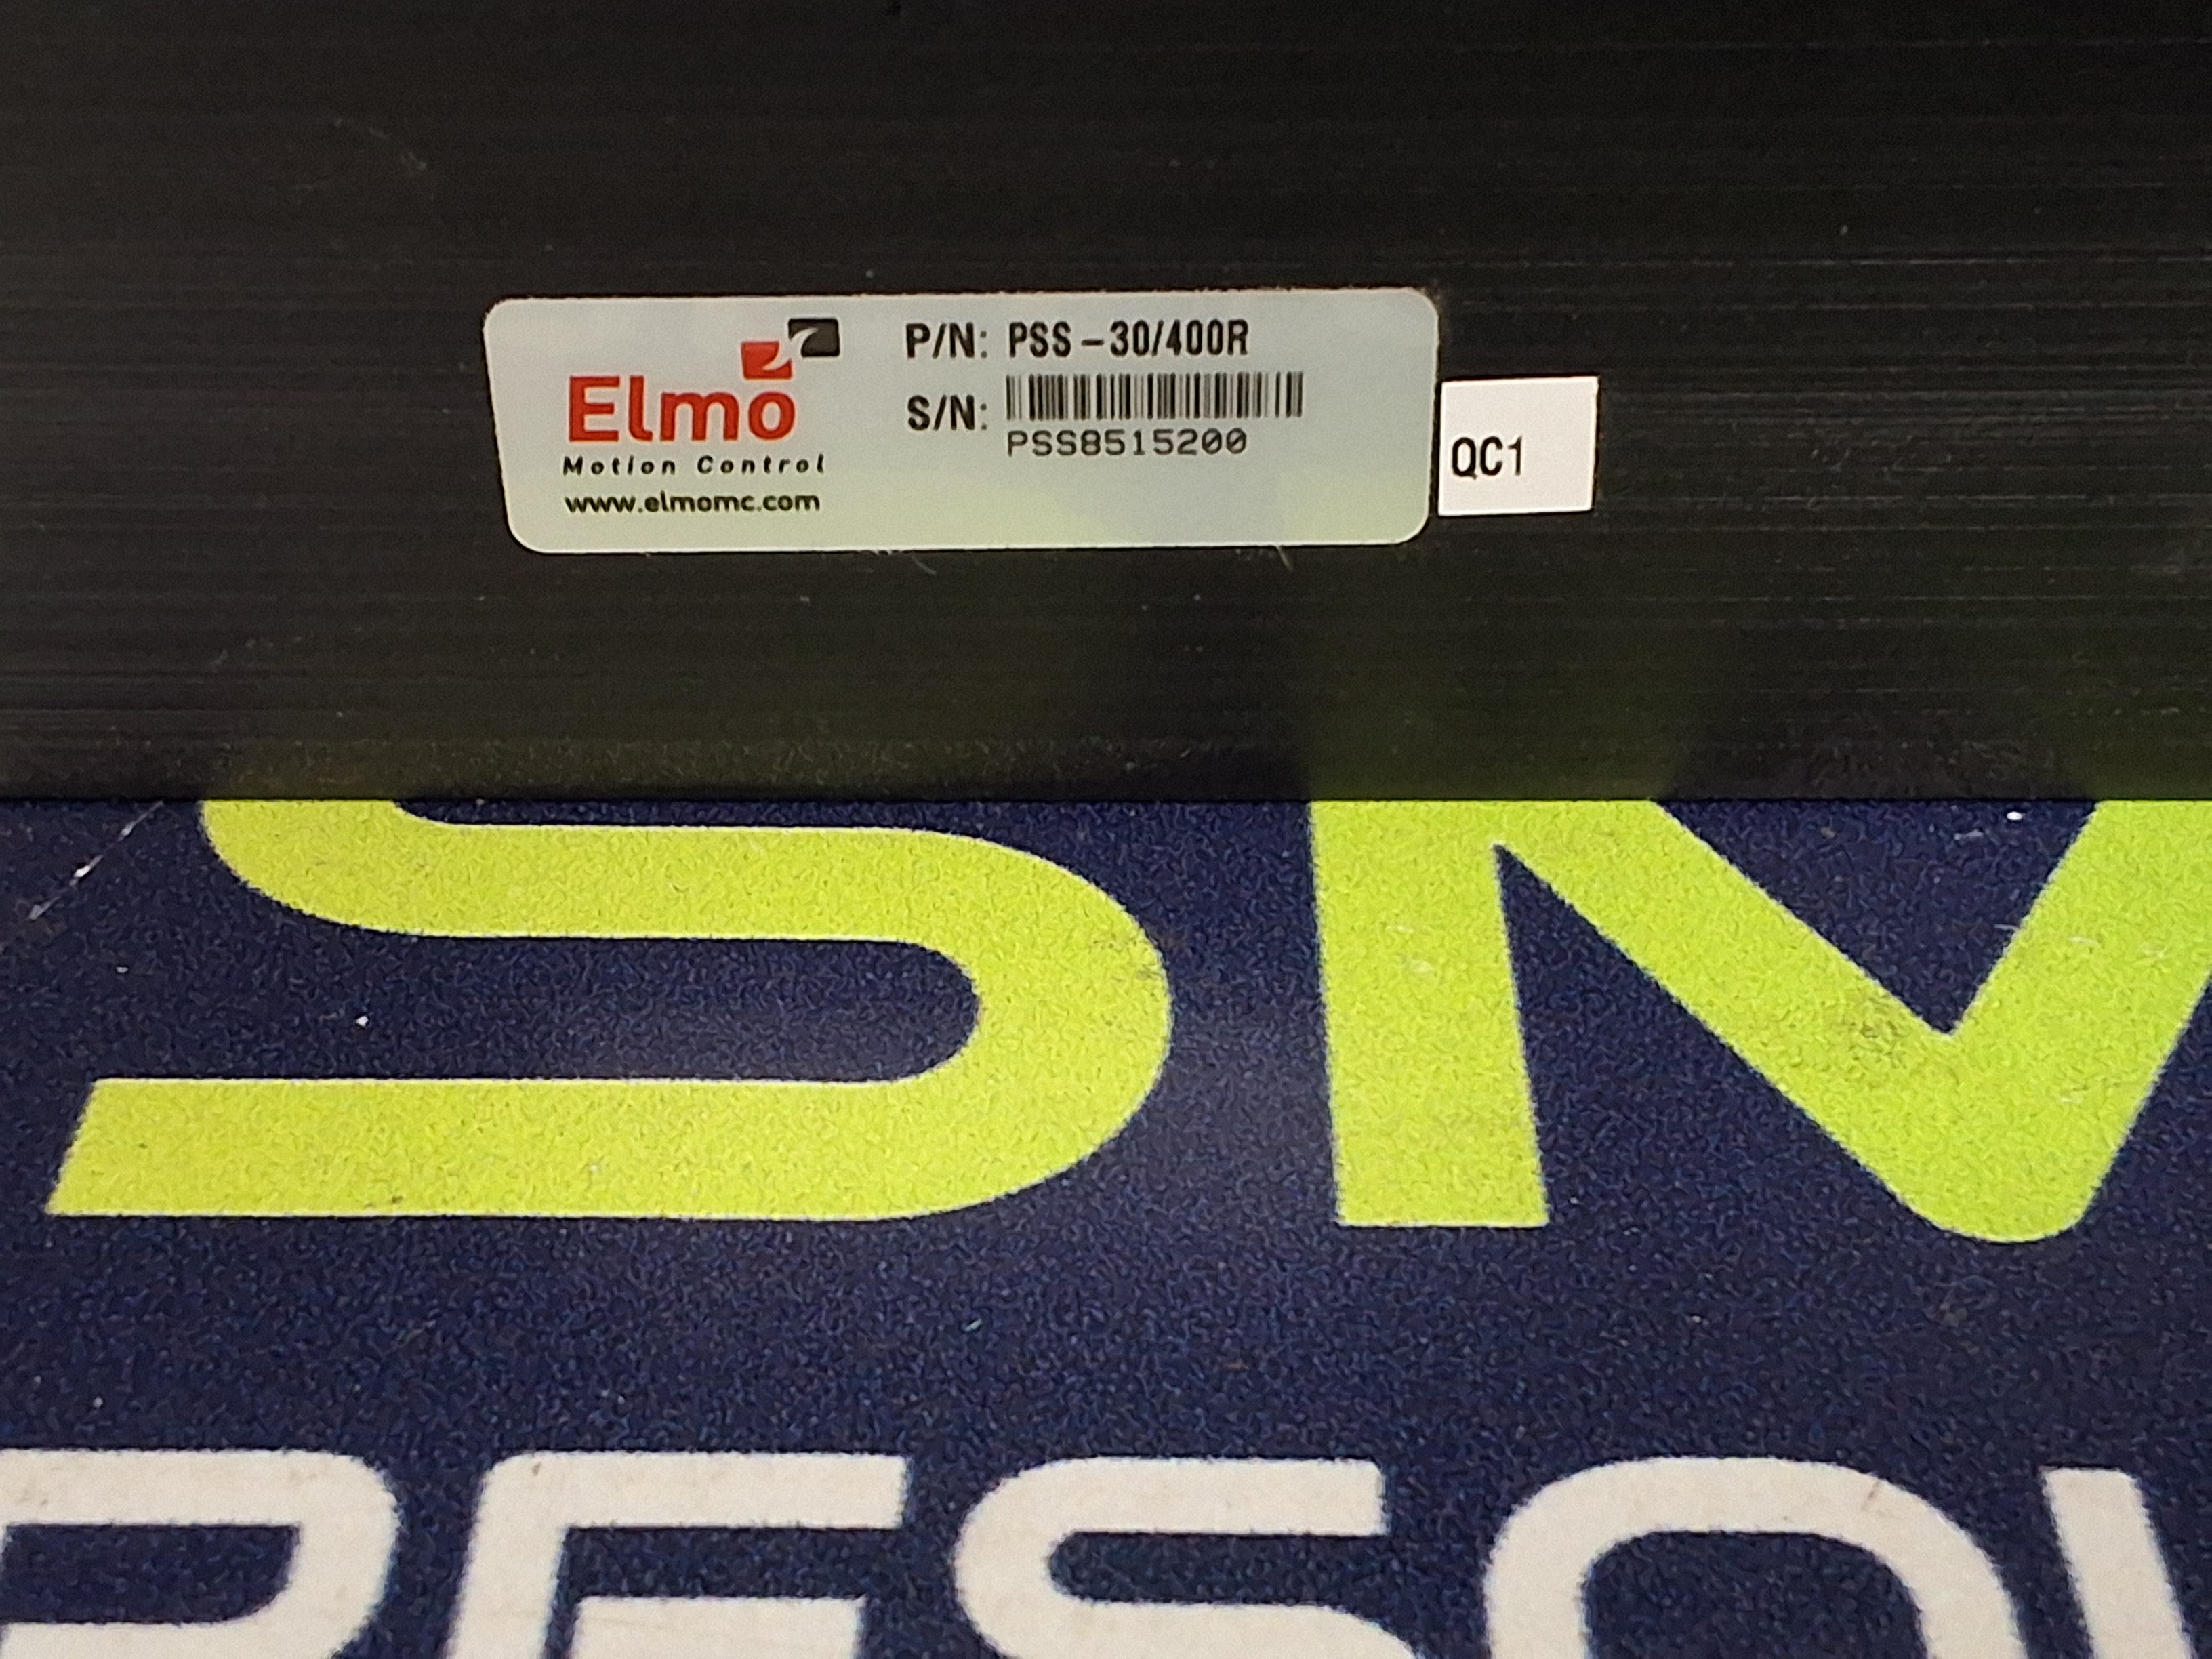 Elmo
Motion Control
www.elmomc.com
P/N: PSS-30/400R
S/N:
PSS8515200
QC1